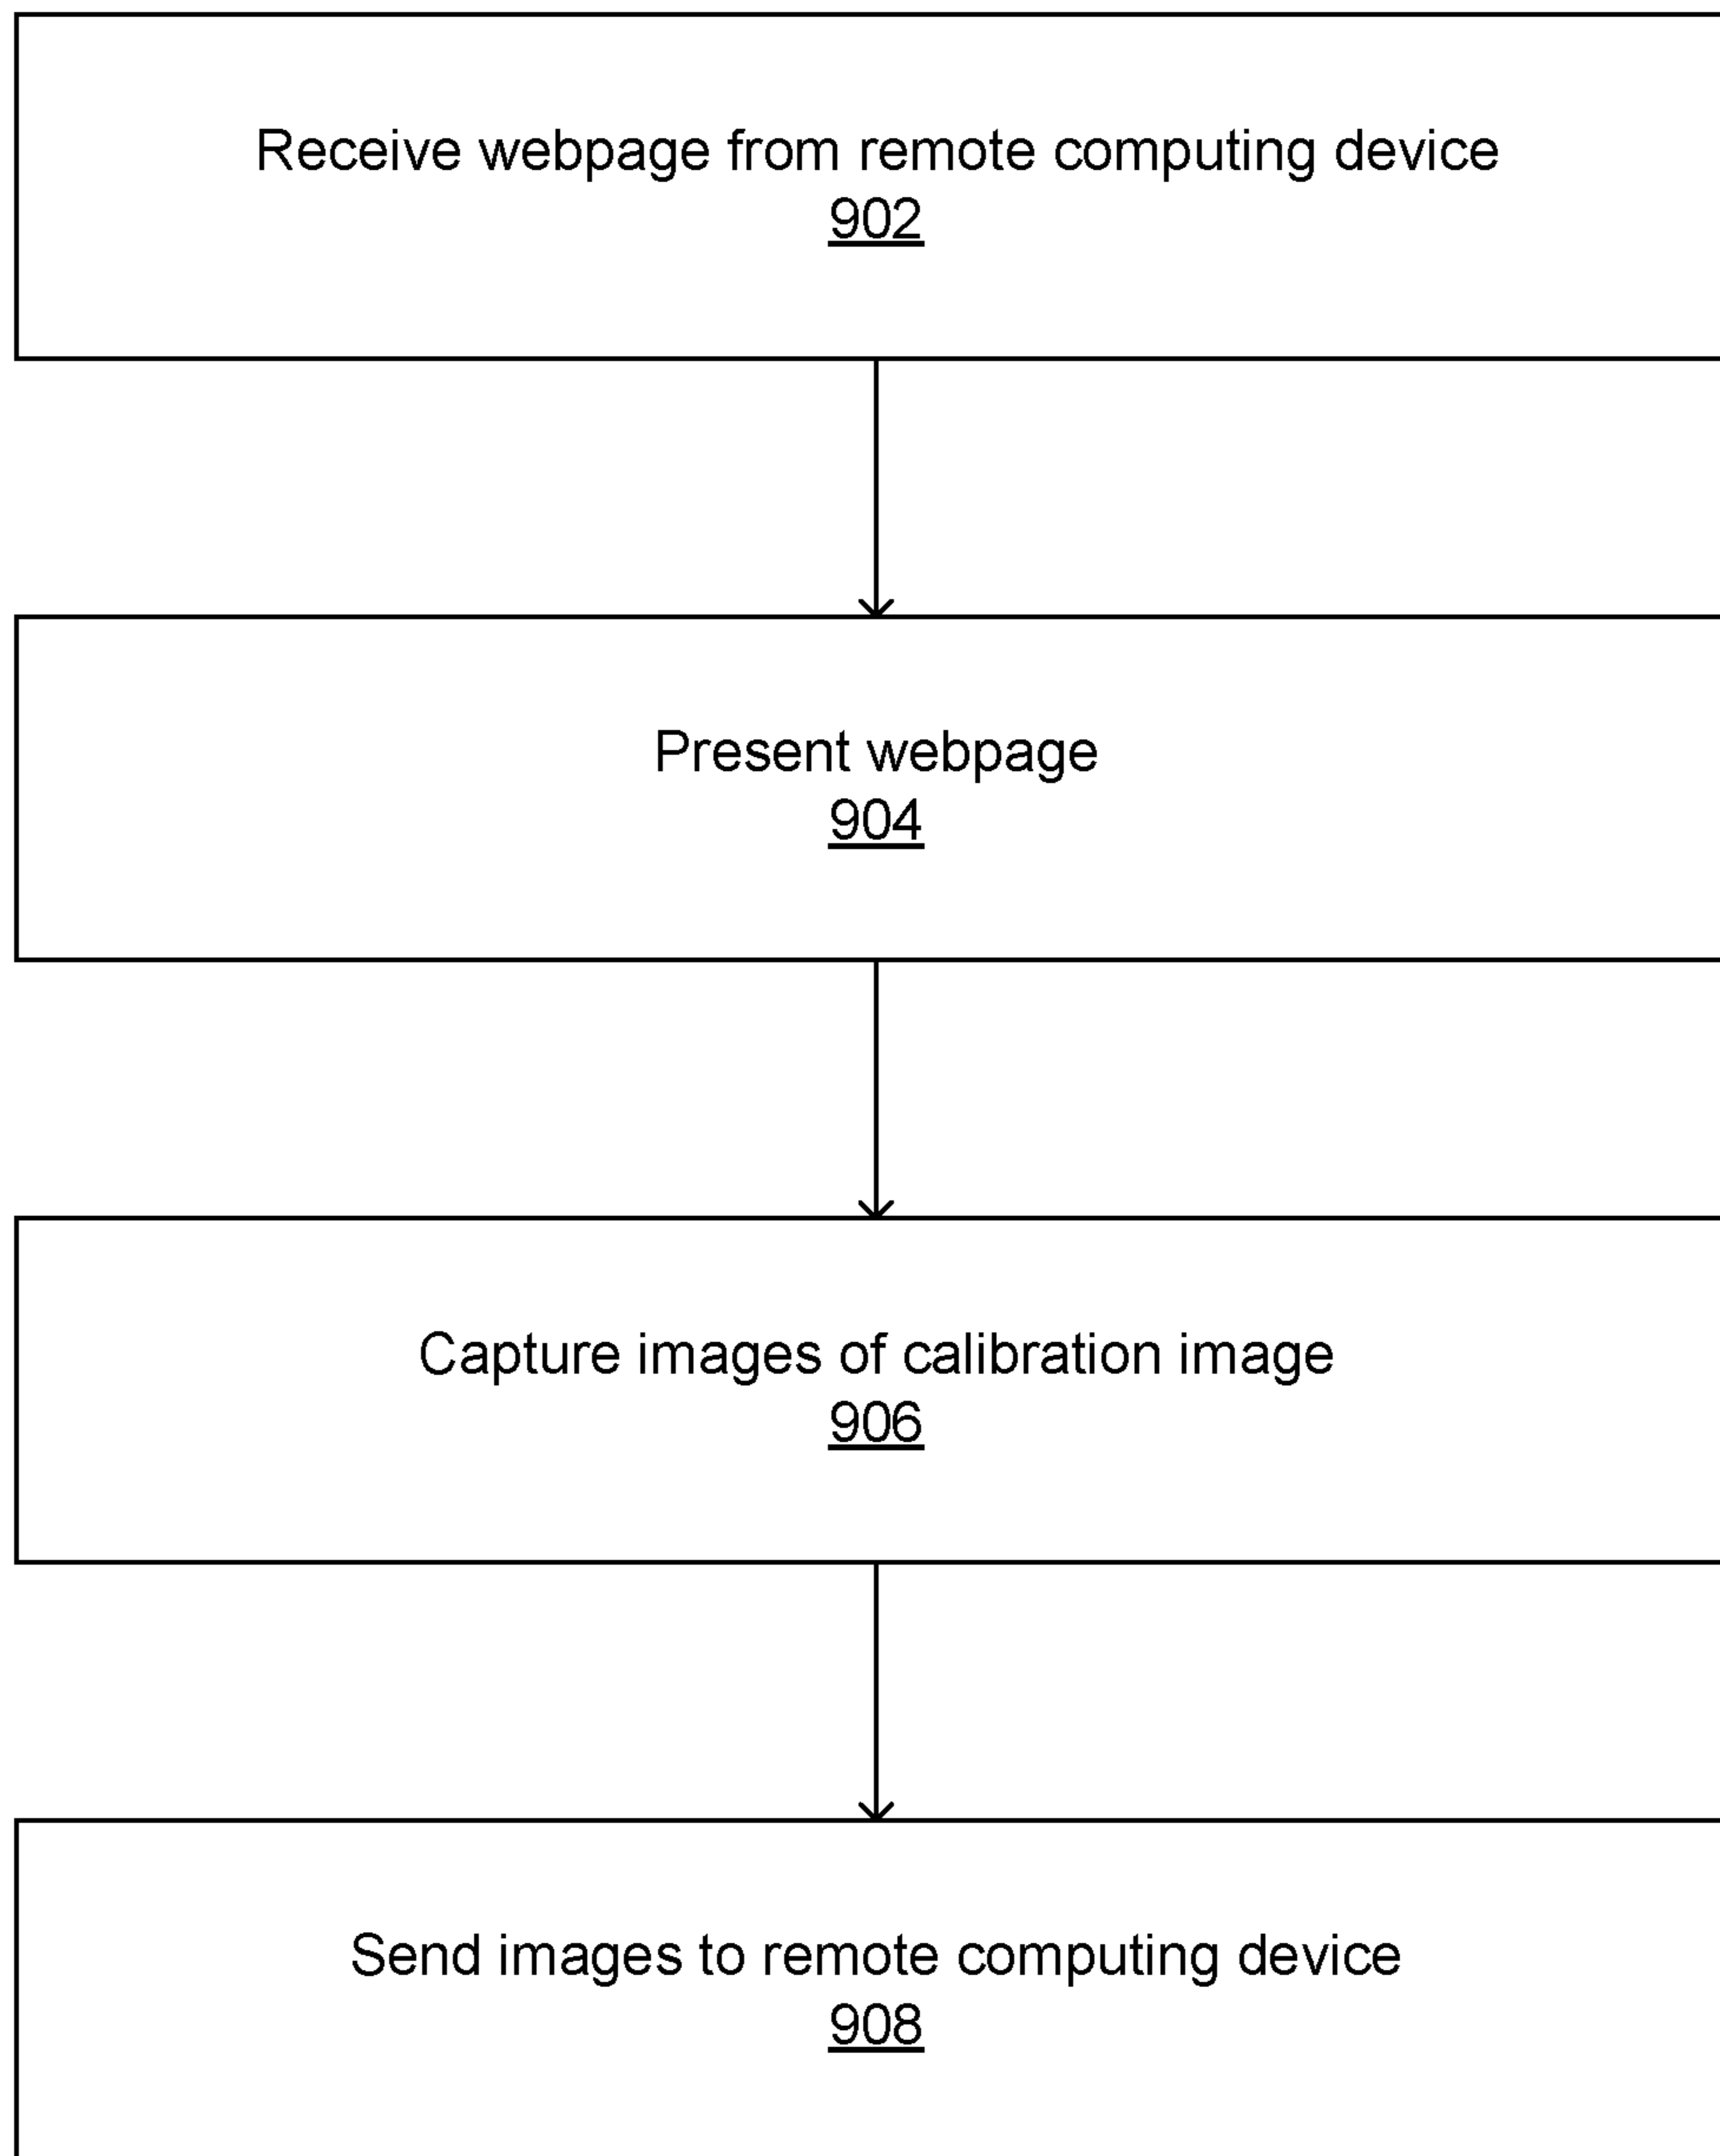 Receive webpage from remote computing device
902
Present webpage
904
Capture images of calibration image
906
Send images to remote computing device
908